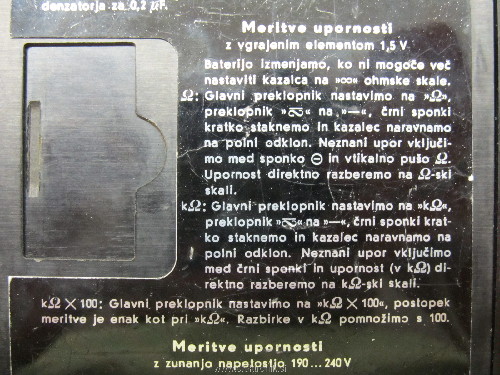 denzatorja za 0,2 µF.
Meritve upornosti
z vgrajenim elementom 1,5 V
Baterijo izmenjamo, ko ni mogoče več
nastaviti kazalca na »∞« ohmske skale.
Ω: Glavni preklopnik nastavimo na »Ω«,
preklopnik »≂« na »—«, črni sponki
kratko staknemo in kazalec naravnamo
na polni odklon. Neznani upor vključi-
mo med sponko ⊖ in vtikalno pušo Ω.
Upornost direktno razberemo na Ω-ski
skali.
kΩ: Glavni preklopnik nastavimo na »kΩ«,
preklopnik »≂« na »—«, črni sponki krat-
ko staknemo in kazalec naravnamo na
polni odklon. Neznani upor vključimo
med črni sponki in upornost (v kΩ) di-
rektno razberemo na kΩ-ski skali.
kΩ × 100: Glavni preklopnik nastavimo na »kΩ × 100«, postopek
meritve je enak kot pri »kΩ«. Razbirke v kΩ pomnožimo s 100.
Meritve upornosti
z zunanjo napetostjo 190...240 V